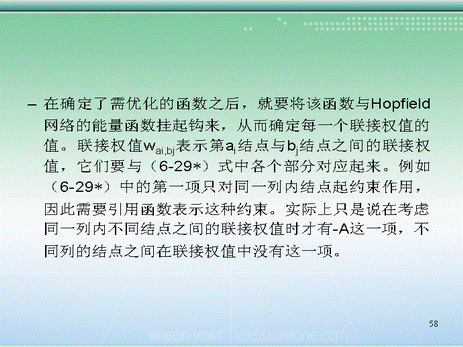 – 在确定了需优化的函数之后，就要将该函数与Hopfield
网络的能量函数挂起钩来，从而确定每一个联接权值的
值。联接权值wai,bj表示第ai结点与bj结点之间的联接权
值，它们要与（6-29*）式中各个部分对应起来。例如
（6-29*）中的第一项只对同一列内结点起约束作用，
因此需要引用函数表示这种约束。实际上只是说在考虑
同一列内不同结点之间的联接权值时才有-A这一项，不
同列的结点之间在联接权值中没有这一项。
58